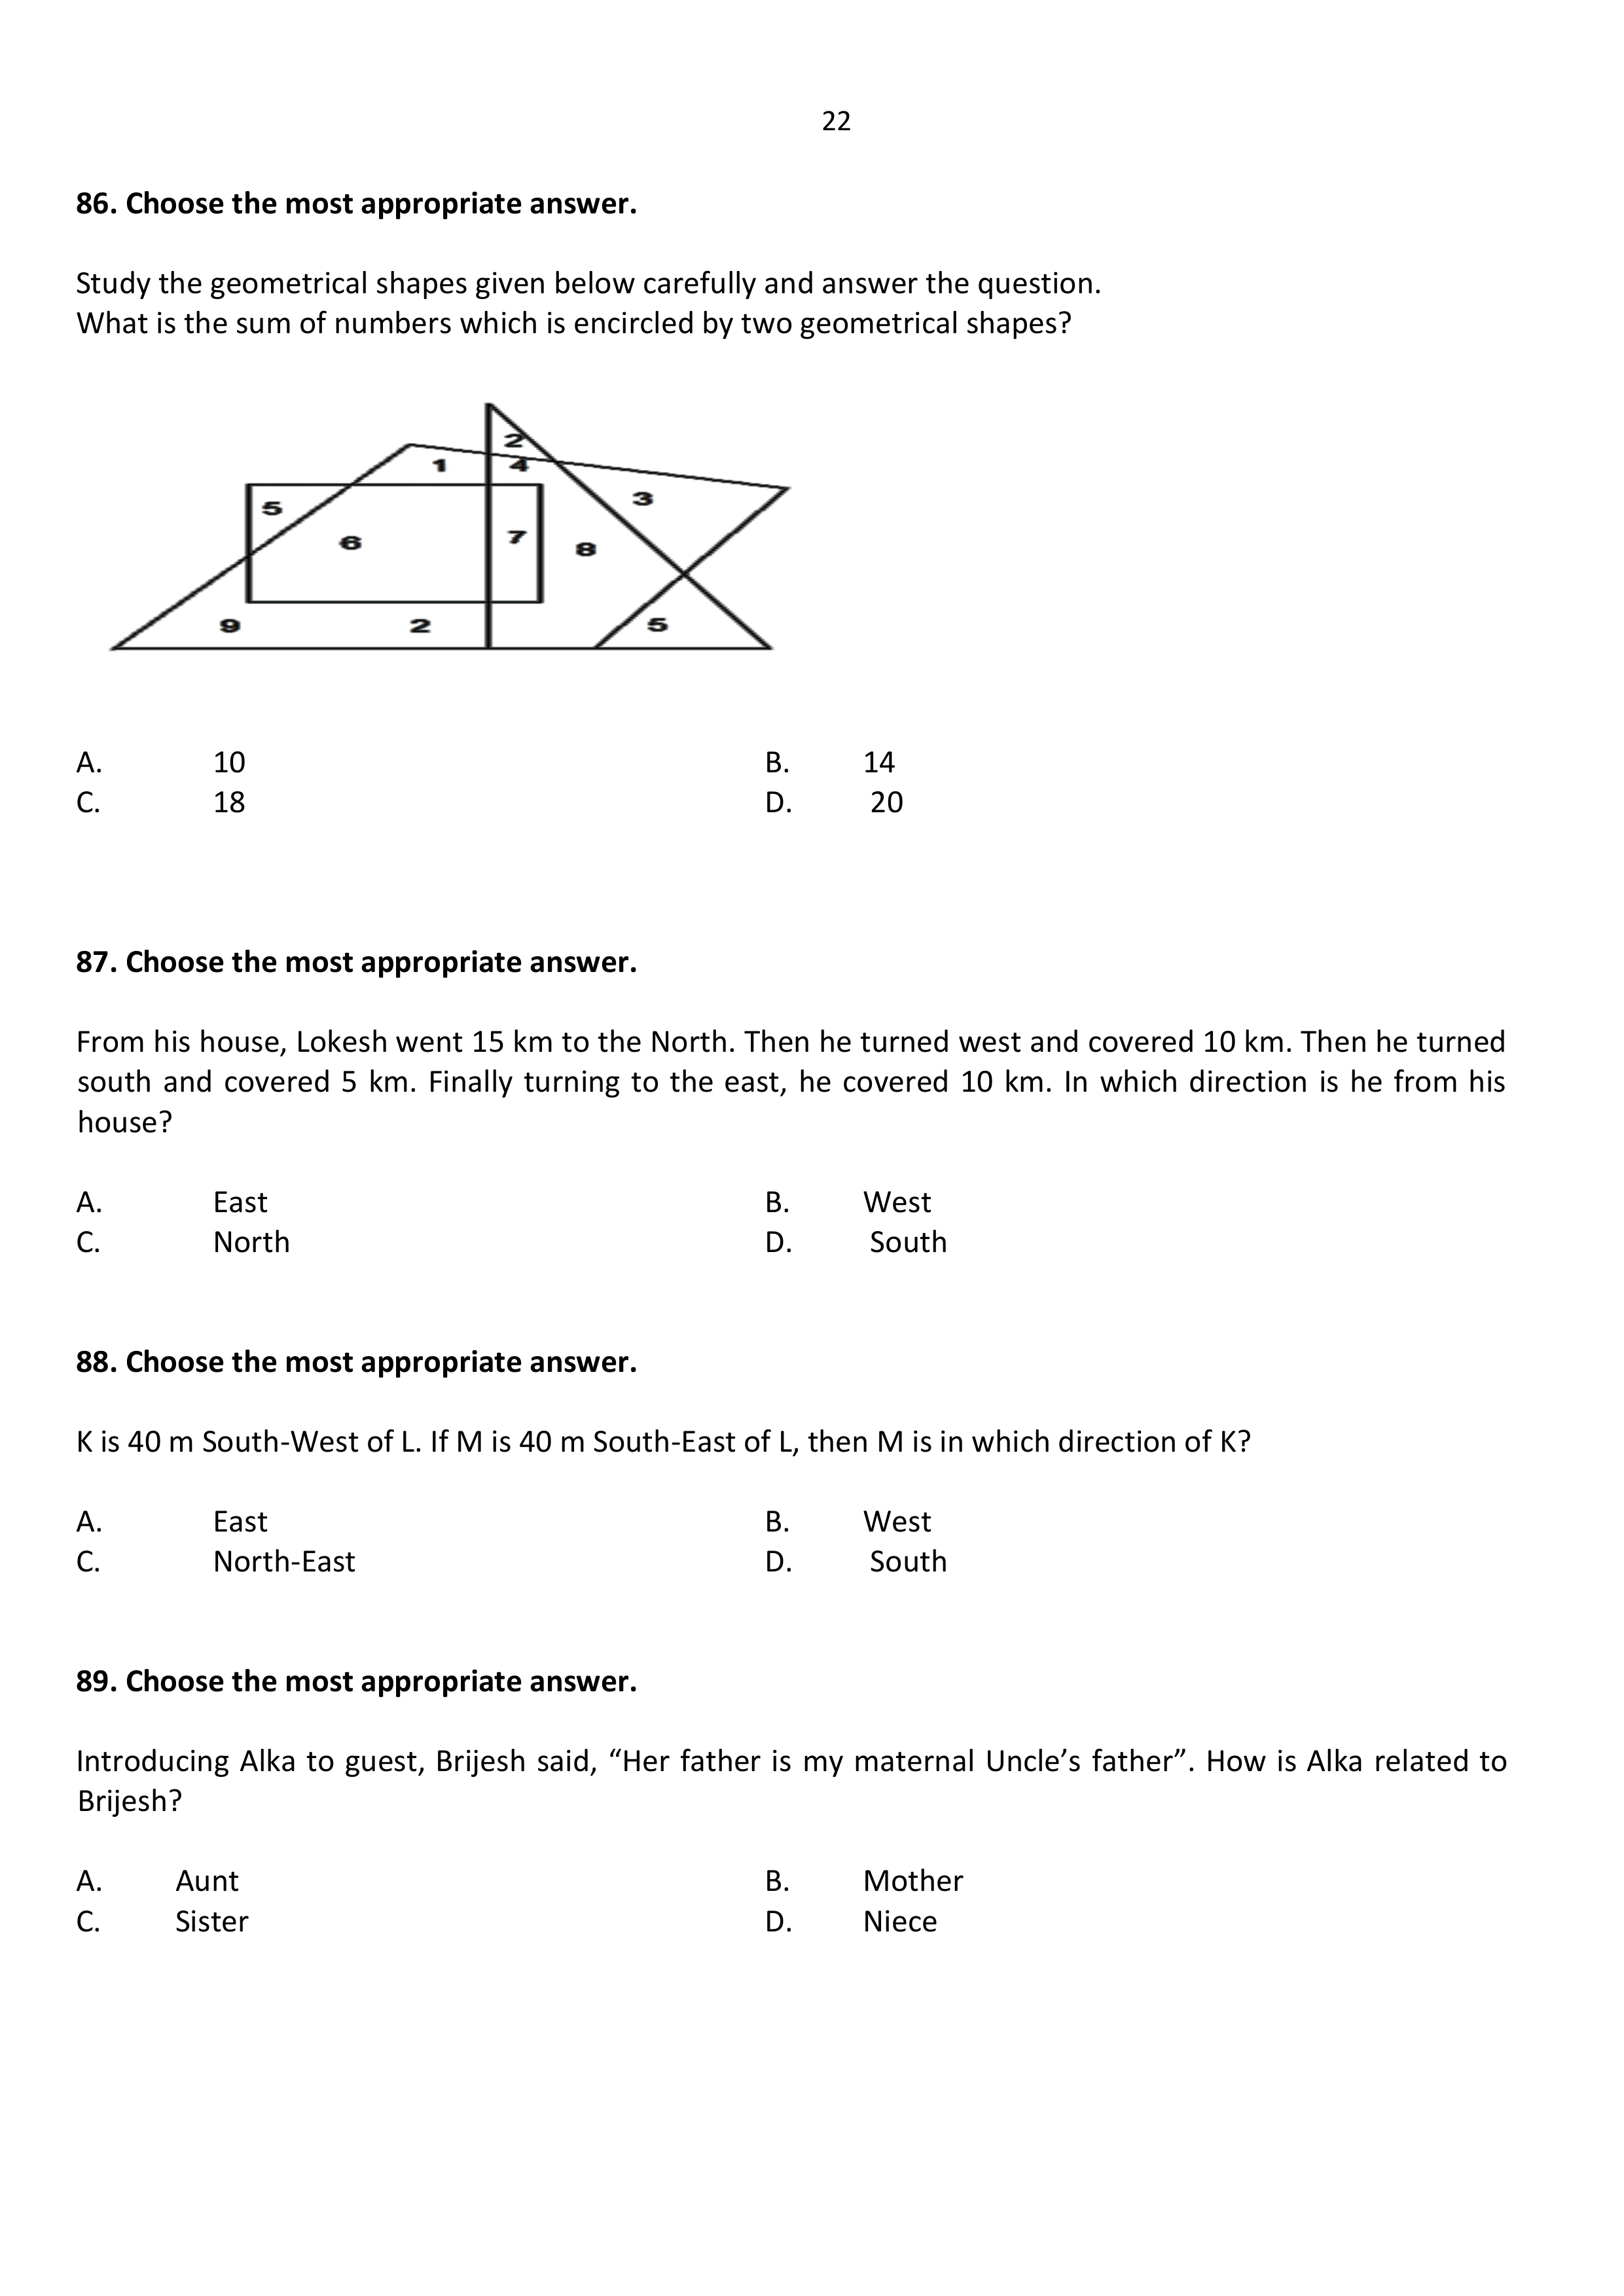 22
86. Choose the most appropriate answer.
Study the geometrical shapes given below carefully and answer the question.
What is the sum of numbers which is encircled by two geometrical shapes?
2
1 4
3
5
6 7 8
9 2 5
A. 10 B. 14
C. 18 D. 20
87. Choose the most appropriate answer.
From his house, Lokesh went 15 km to the North. Then he turned west and covered 10 km. Then he turned
south and covered 5 km. Finally turning to the east, he covered 10 km. In which direction is he from his
house?
A. East B. West
C. North D. South
88. Choose the most appropriate answer.
K is 40 m South-West of L. If M is 40 m South-East of L, then M is in which direction of K?
A. East B. West
C. North-East D. South
89. Choose the most appropriate answer.
Introducing Alka to guest, Brijesh said, “Her father is my maternal Uncle’s father”. How is Alka related to
Brijesh?
A. Aunt B. Mother
C. Sister D. Niece